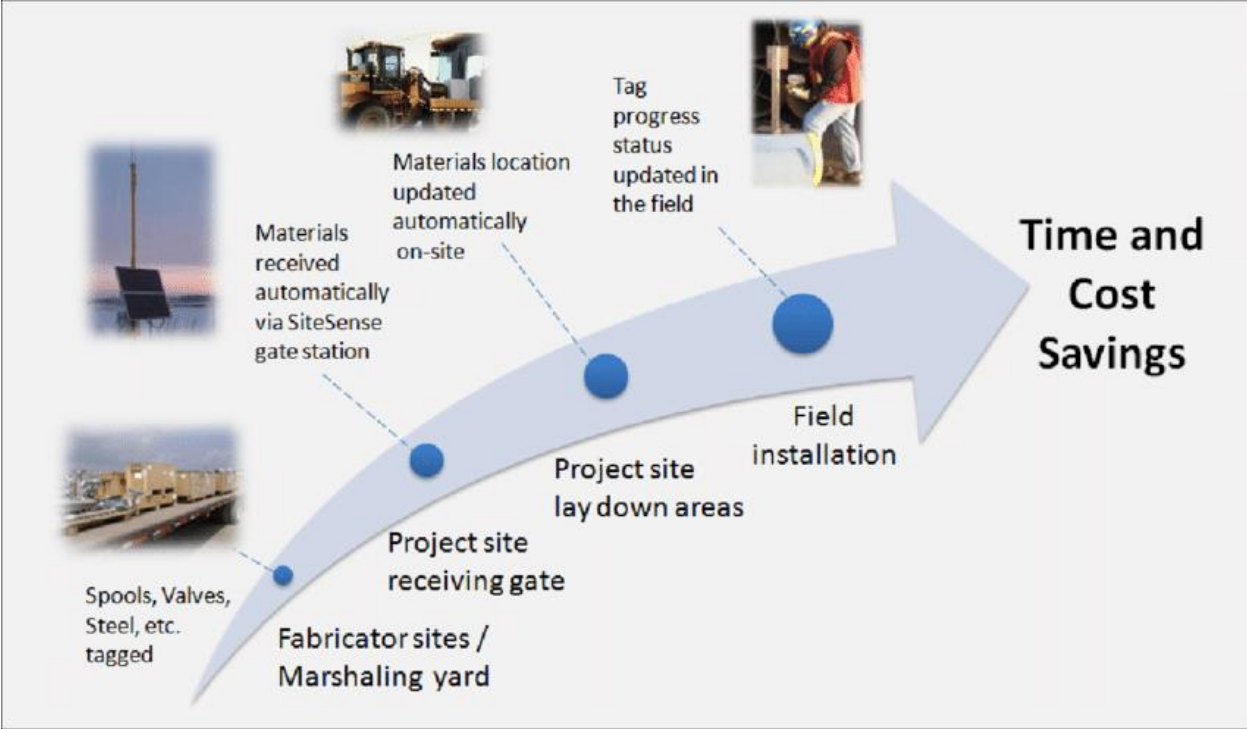 Tag
progress
status
updated in
the field
Materials location
updated
automatically
on-site
Materials
received
automatically
via SiteSense
gate station
Time and
Cost
Savings
Field
installation
Project site
lay down areas
Project site
receiving gate
Spools, Valves,
Steel, etc.
tagged
Fabricator sites /
Marshaling yard